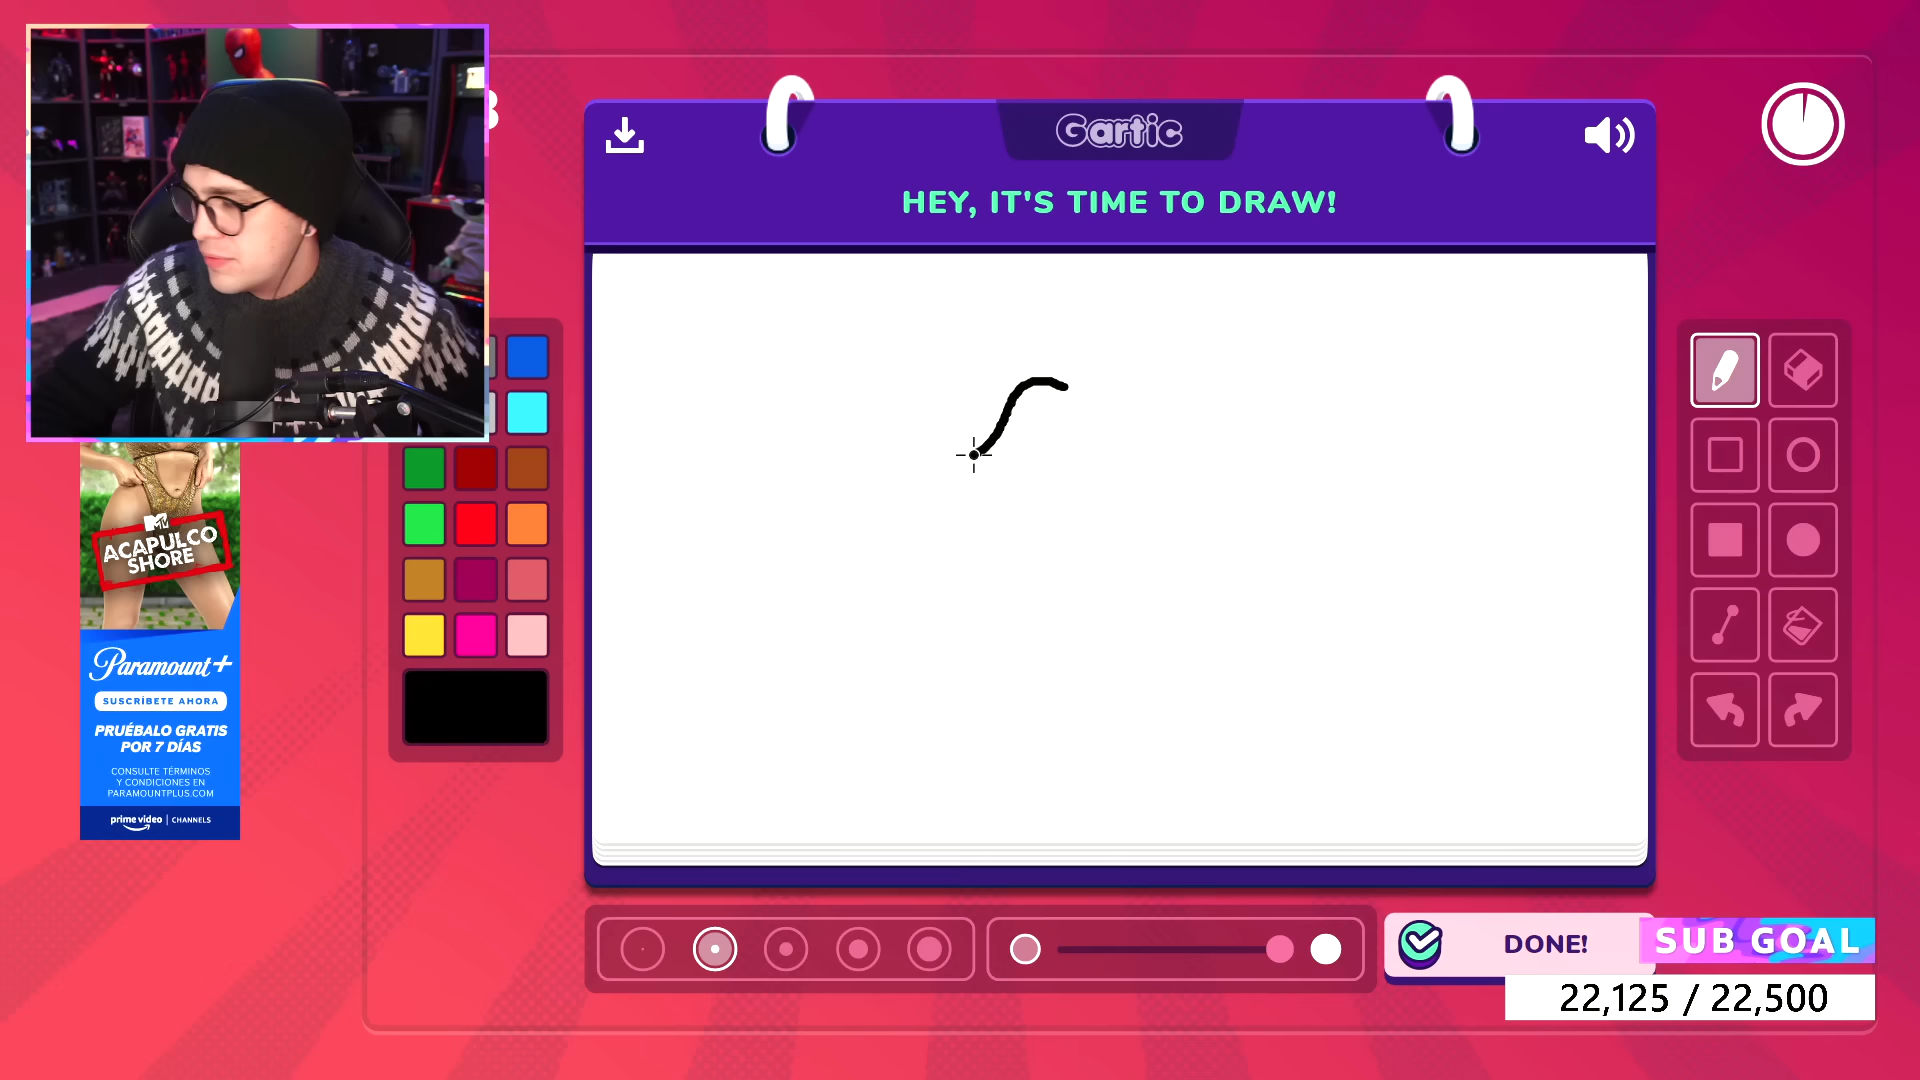 Gartic
HEY, IT'S TIME TO DRAW!
MTV
ACAPULCO
SHORE
Paramount+
SUSCRÍBETE AHORA
PRUÉBALO GRATIS
POR 7 DÍAS
CONSULTE TÉRMINOS
Y CONDICIONES EN
PARAMOUNTPLUS.COM
prime video | CHANNELS
DONE!
SUB GOAL
22,125 / 22,500